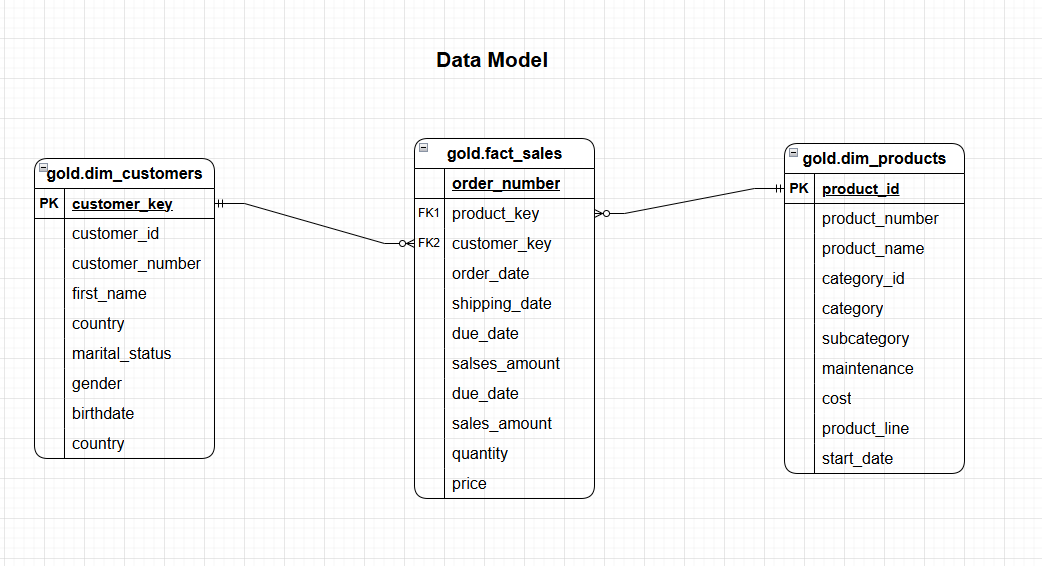 Data Model
gold.dim_customers
PK customer_key
customer_id
customer_number
first_name
country
marital_status
gender
birthdate
country
gold.fact_sales
order_number
FK1 product_key
FK2 customer_key
order_date
shipping_date
due_date
salses_amount
due_date
sales_amount
quantity
price
gold.dim_products
PK product_id
product_number
product_name
category_id
category
subcategory
maintenance
cost
product_line
start_date